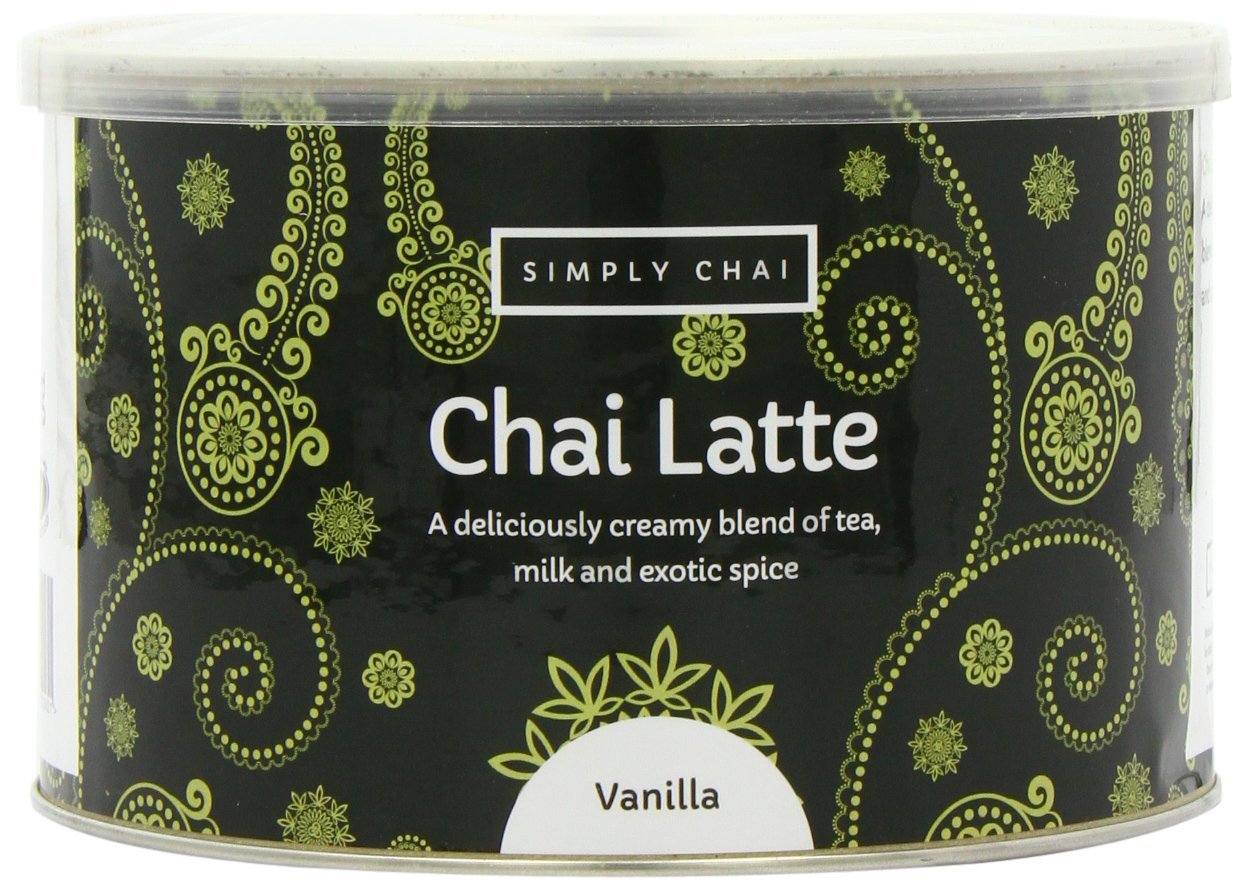 SIMPLY CHAI
Chai Latte
A deliciously creamy blend of tea,
milk and exotic spice
Vanilla